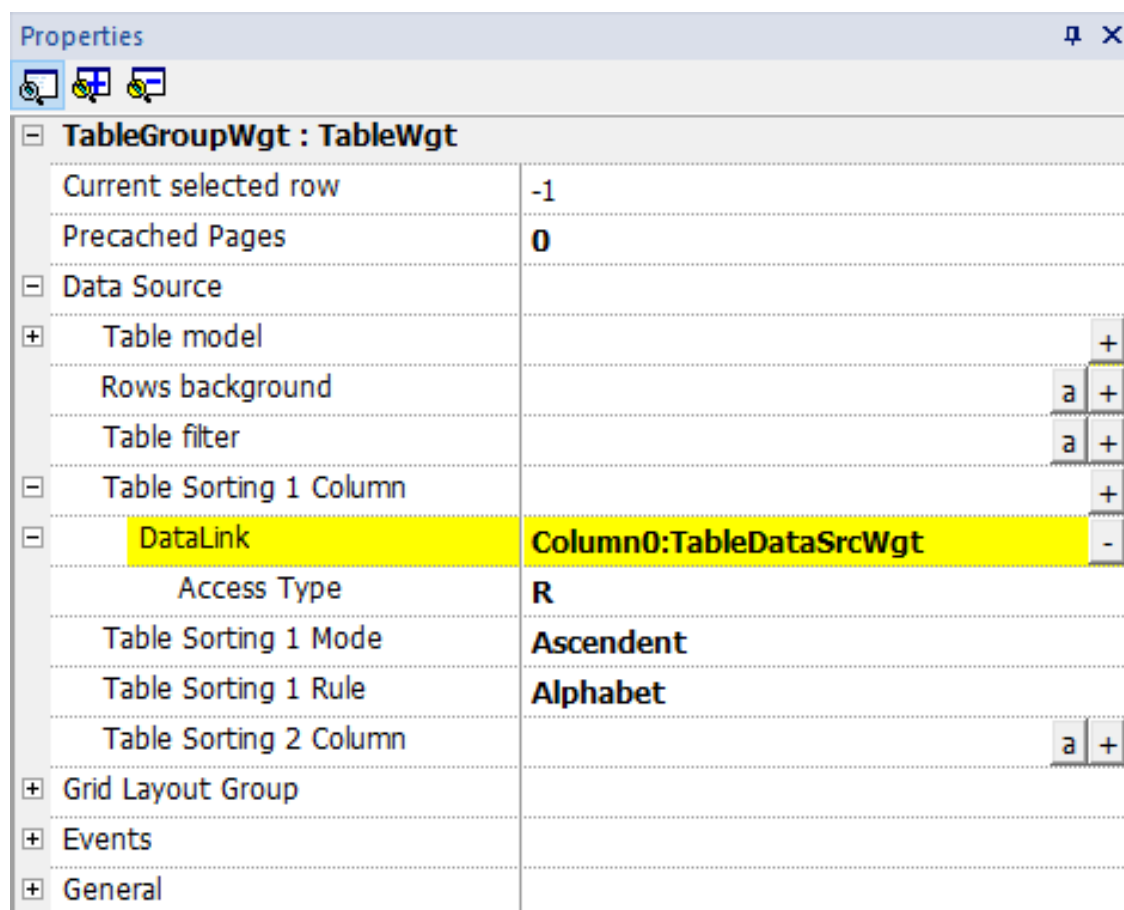 Properties
TableGroupWgt : TableWgt
Current selected row -1
Precached Pages 0
Data Source
Table model +
Rows background a +
Table filter a +
Table Sorting 1 Column +
DataLink Column0:TableDataSrcWgt -
Access Type R
Table Sorting 1 Mode Ascendent
Table Sorting 1 Rule Alphabet
Table Sorting 2 Column a +
Grid Layout Group
Events
General